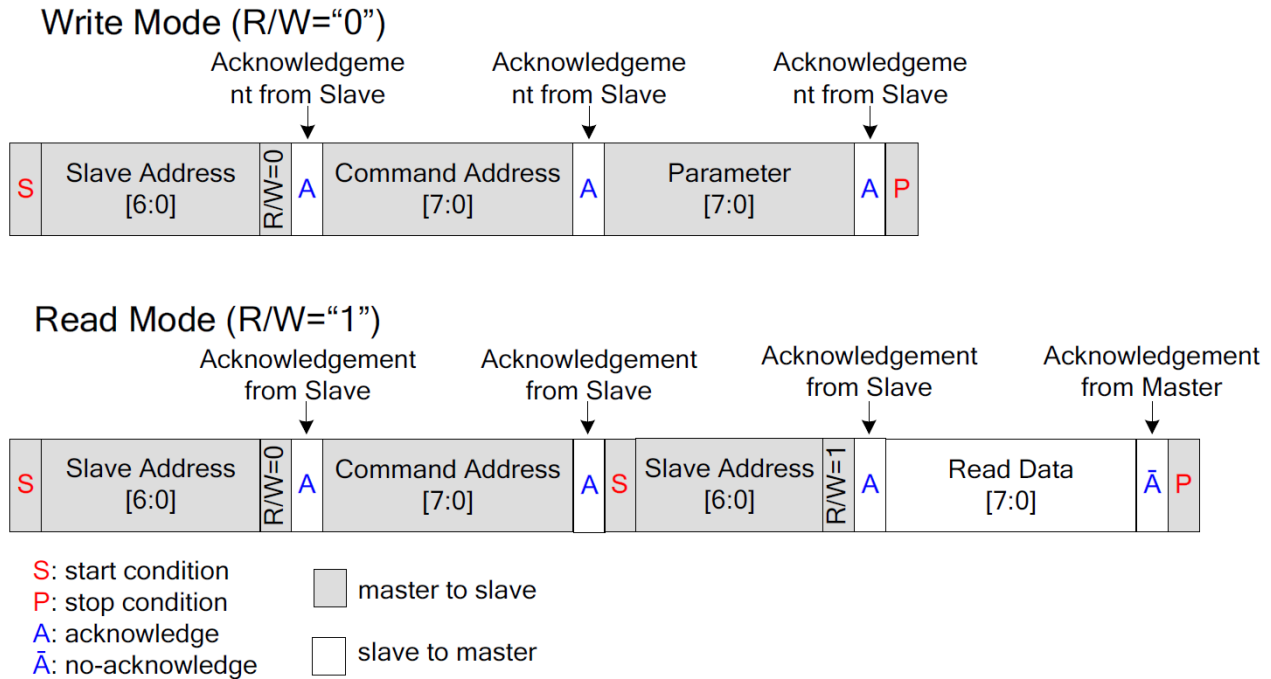 Write Mode (R/W=“0”)
Acknowledgeme
nt from Slave
Acknowledgeme
nt from Slave
Acknowledgeme
nt from Slave
S
Slave Address
[6:0]
R/W=0
A
Command Address
[7:0]
A
Parameter
[7:0]
A
P
Read Mode (R/W=“1”)
Acknowledgement
from Slave
Acknowledgement
from Slave
Acknowledgement
from Slave
Acknowledgement
from Master
S
Slave Address
[6:0]
R/W=0
A
Command Address
[7:0]
A
S
Slave Address
[6:0]
R/W=1
A
Read Data
[7:0]
Ā
P
S: start condition
P: stop condition
A: acknowledge
Ā: no-acknowledge
master to slave
slave to master